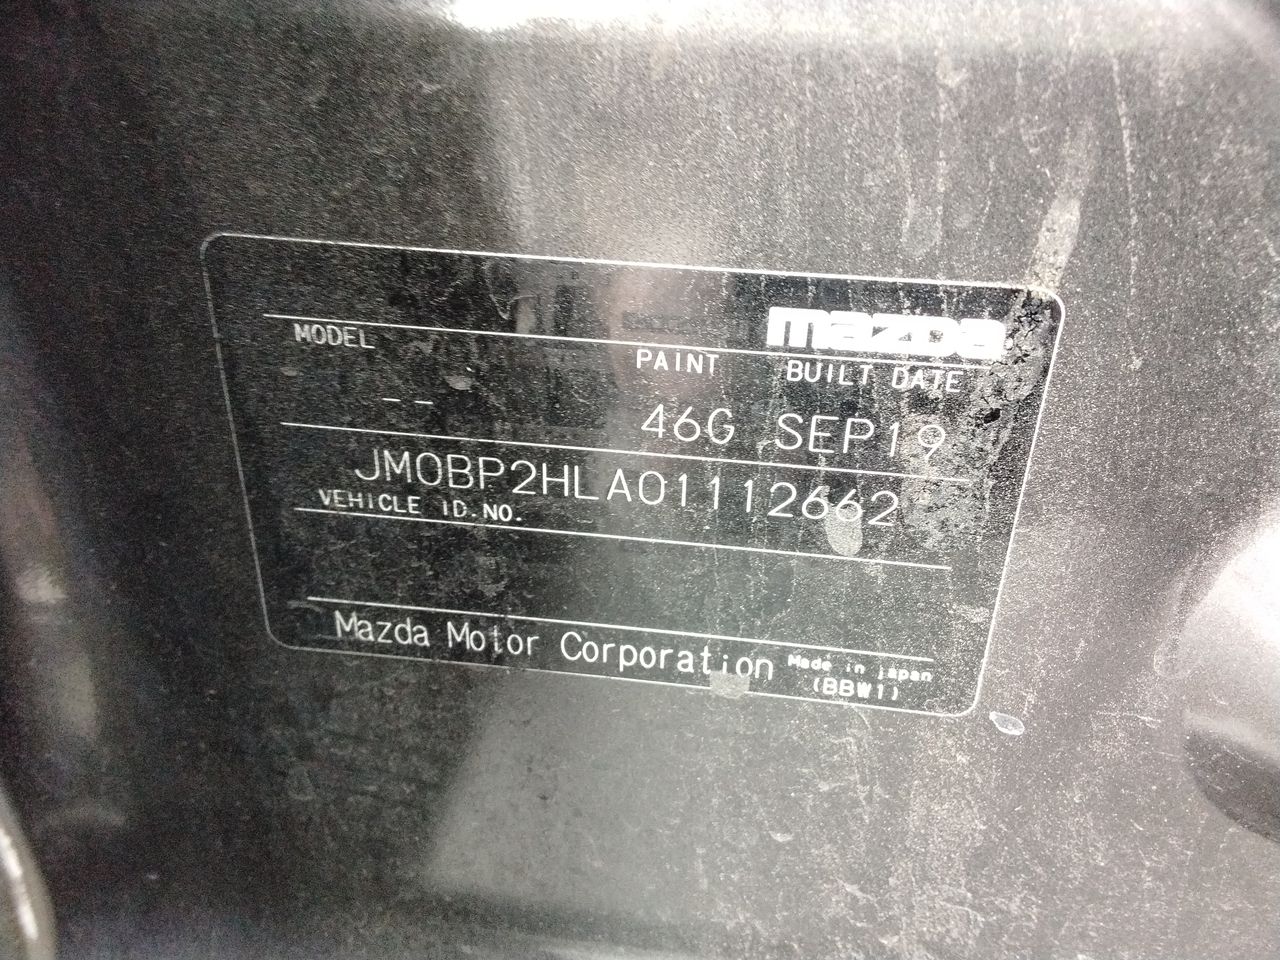 mazda
MODEL PAINT BUILT DATE
-- 46G SEP19
JM0BP2HLA01112662
VEHICLE ID.NO.
Mazda Motor Corporation Made in japan
(BBW1)